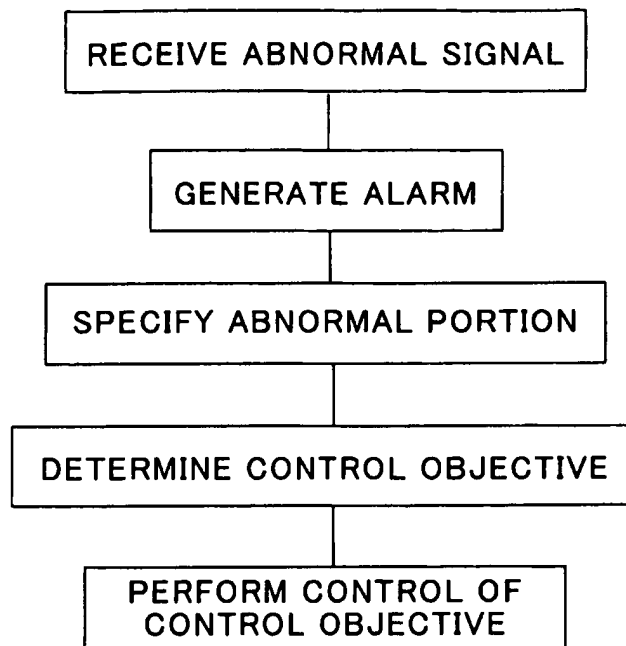 RECEIVE ABNORMAL SIGNAL
GENERATE ALARM
SPECIFY ABNORMAL PORTION
DETERMINE CONTROL OBJECTIVE
PERFORM CONTROL OF
CONTROL OBJECTIVE